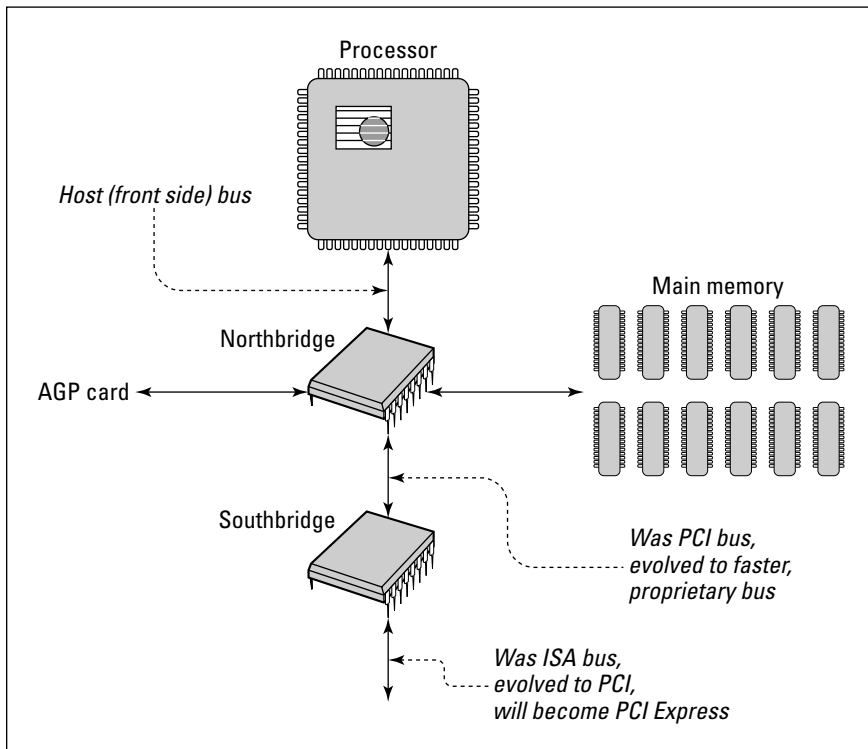 Processor
Host (front side) bus
Main memory
Northbridge
AGP card
Southbridge
Was PCI bus,
evolved to faster,
proprietary bus
Was ISA bus,
evolved to PCI,
will become PCI Express